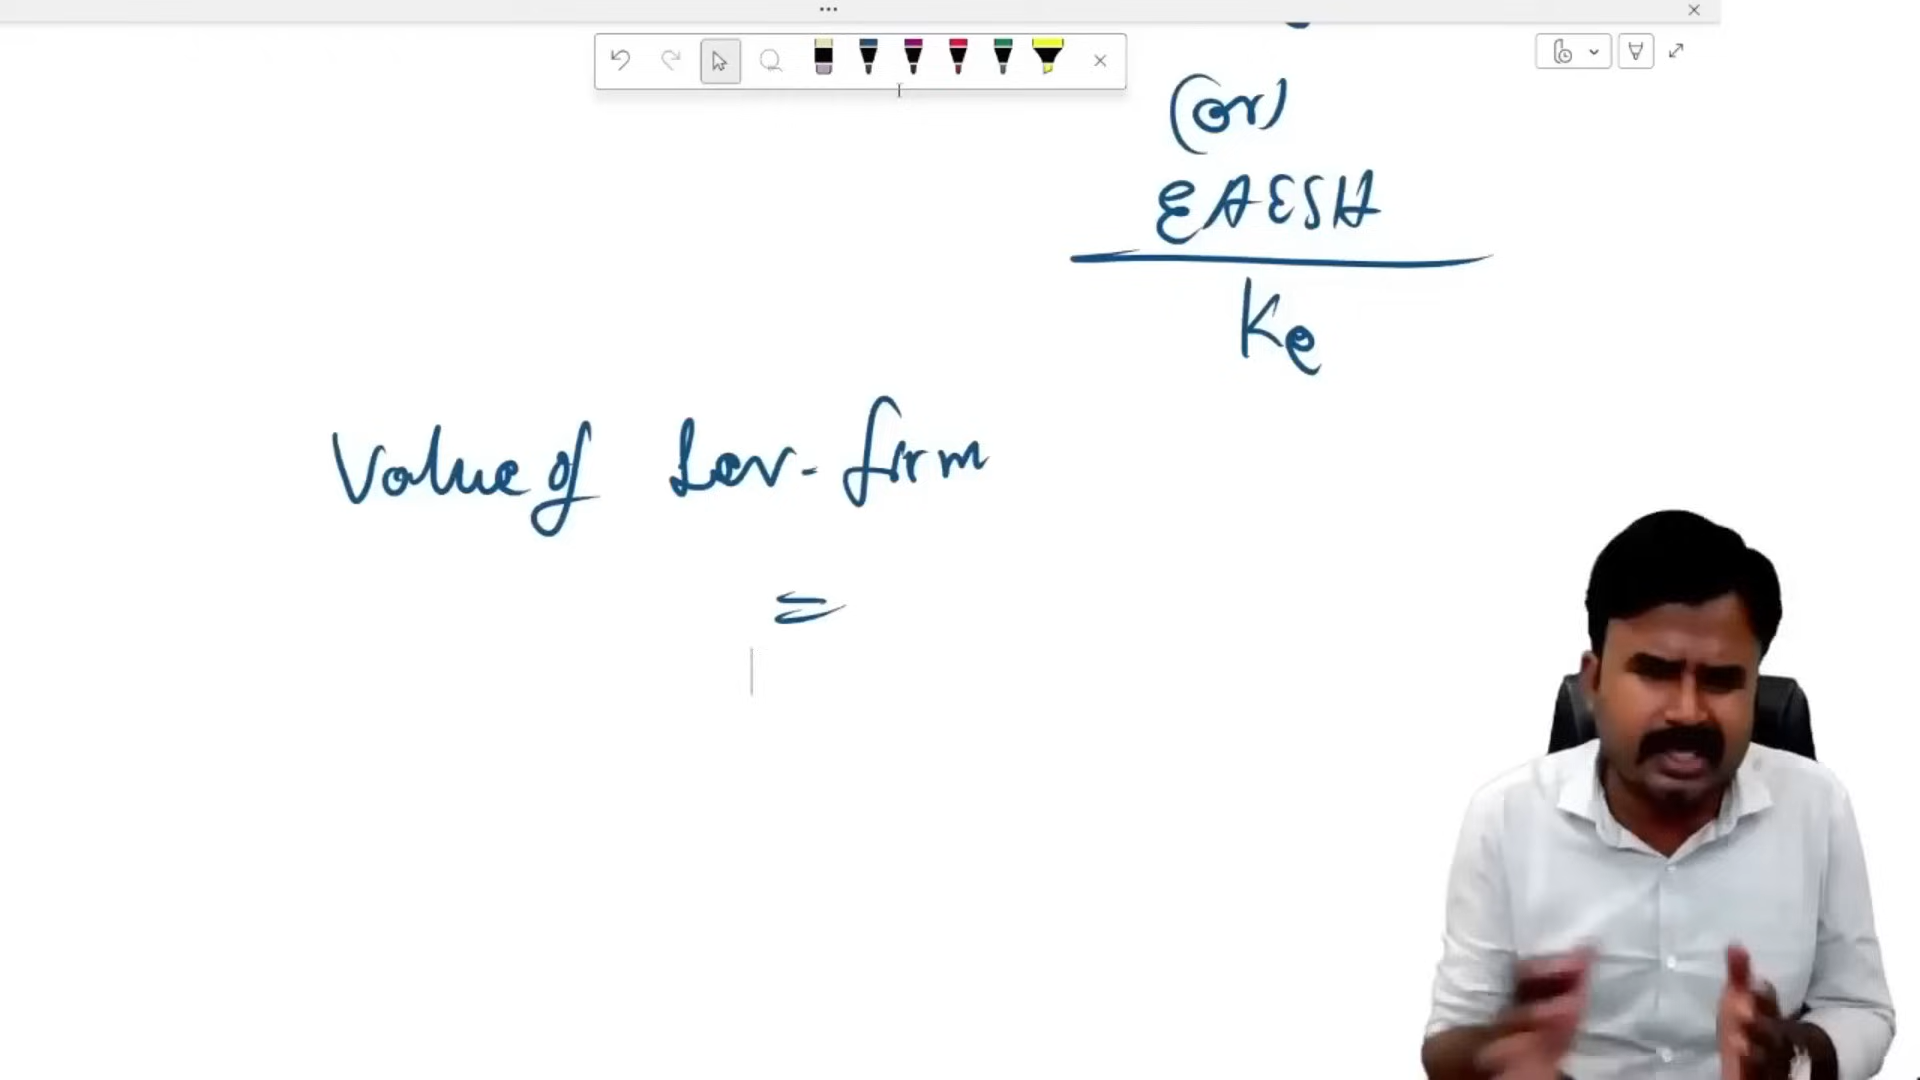 (or)
EAESH
Ke
Value of Lev. firm
=